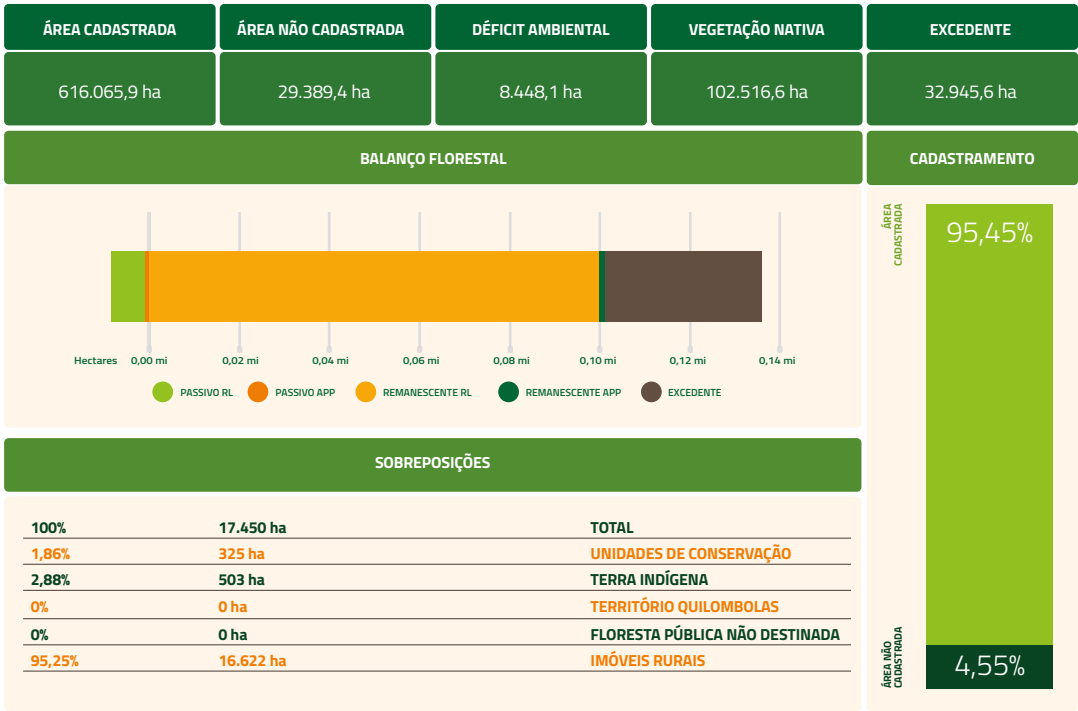 ÁREA CADASTRADA
ÁREA NÃO CADASTRADA
DÉFICIT AMBIENTAL
VEGETAÇÃO NATIVA
EXCEDENTE
616.065,9 ha
29.389,4 ha
8.448,1 ha
102.516,6 ha
32.945,6 ha
BALANÇO FLORESTAL
CADASTRAMENTO
Hectares 0,00 mi 0,02 mi 0,04 mi 0,06 mi 0,08 mi 0,10 mi 0,12 mi 0,14 mi
PASSIVO RL PASSIVO APP REMANESCENTE RL REMANESCENTE APP EXCEDENTE
ÁREA
CADASTRADA
95,45%
SOBREPOSIÇÕES
100% 17.450 ha TOTAL
1,86% 325 ha UNIDADES DE CONSERVAÇÃO
2,88% 503 ha TERRA INDÍGENA
0% 0 ha TERRITÓRIO QUILOMBOLAS
0% 0 ha FLORESTA PÚBLICA NÃO DESTINADA
95,25% 16.622 ha IMÓVEIS RURAIS
ÁREA NÃO
CADASTRADA
4,55%